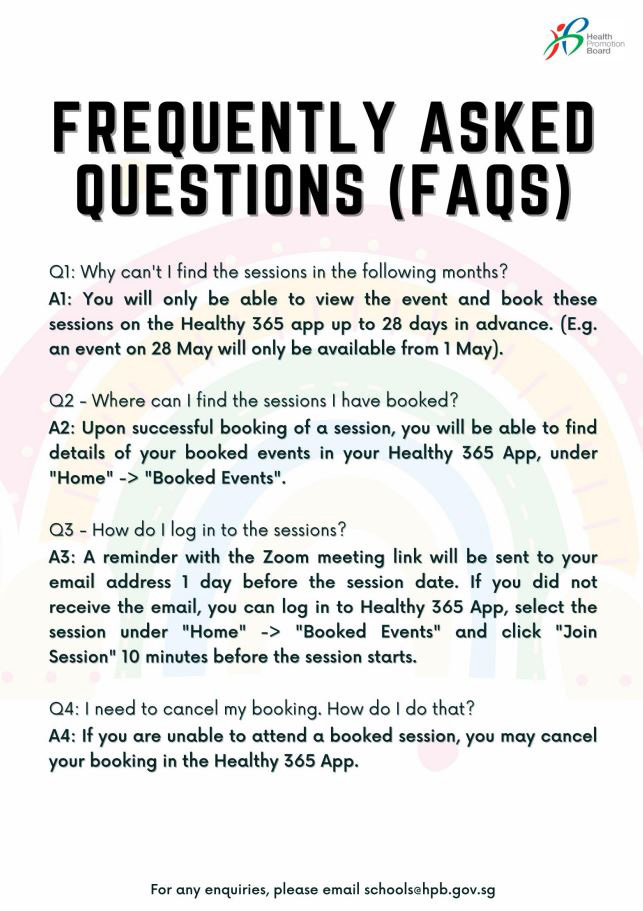 Health
Promotion
Board
FREQUENTLY ASKED
QUESTIONS (FAQS)
Q1: Why can't I find the sessions in the following months?
A1: You will only be able to view the event and book these
sessions on the Healthy 365 app up to 28 days in advance. (E.g.
an event on 28 May will only be available from 1 May).
Q2 - Where can I find the sessions I have booked?
A2: Upon successful booking of a session, you will be able to find
details of your booked events in your Healthy 365 App, under
"Home" -> "Booked Events".
Q3 - How do I log in to the sessions?
A3: A reminder with the Zoom meeting link will be sent to your
email address 1 day before the session date. If you did not
receive the email, you can log in to Healthy 365 App, select the
session under "Home" -> "Booked Events" and click "Join
Session" 10 minutes before the session starts.
Q4: I need to cancel my booking. How do I do that?
A4: If you are unable to attend a booked session, you may cancel
your booking in the Healthy 365 App.
For any enquiries, please email schools@hpb.gov.sg